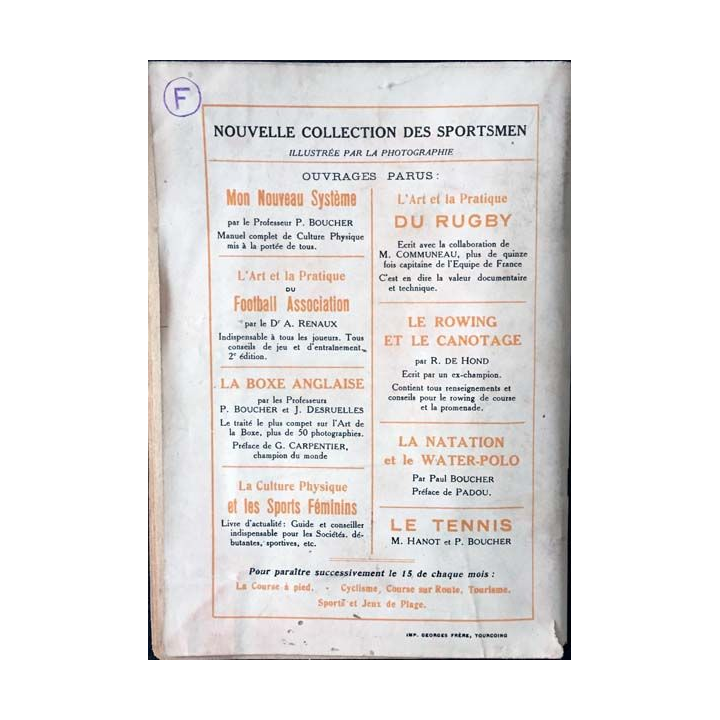 F
NOUVELLE COLLECTION DES SPORTSMEN
ILLUSTRÉE PAR LA PHOTOGRAPHIE
OUVRAGES PARUS :
Mon Nouveau Système
par le Professeur P. BOUCHER
Manuel complet de Culture Physique
mis à la portée de tous.
L'Art et la Pratique
DU
Football Association
par le Dr A. RENAUX
Indispensable à tous les joueurs. Tous
conseils de jeu et d'entraînement.
2e édition.
LA BOXE ANGLAISE
par les Professeurs
P. BOUCHER et J. DESRUELLES
Le traité le plus compet sur l'Art de
la Boxe, plus de 50 photographies.
Préface de G. CARPENTIER,
champion du monde
La Culture Physique
et les Sports Féminins
Livre d'actualité: Guide et conseiller
indispensable pour les Sociétés, dé-
butantes, sportives, etc.
L'Art et la Pratique
DU RUGBY
Ecrit avec la collaboration de
M. COMMUNEAU, plus de quinze
fois capitaine de l'Equipe de France
C'est en dire la valeur documentaire
et technique.
LE ROWING
ET LE CANOTAGE
par R. DE HOND
Ecrit par un ex-champion.
Contient tous renseignements et
conseils pour le rowing de course
et la promenade.
LA NATATION
et le WATER-POLO
Par Paul BOUCHER
Préface de PADOU.
LE TENNIS
M. HANOT et P. BOUCHER
Pour paraître successivement le 15 de chaque mois :
La Course à pied. - Cyclisme, Course sur Route, Tourisme.
Sports et Jeux de Plage.
IMP. GEORGES FRÈRE, TOURCOING